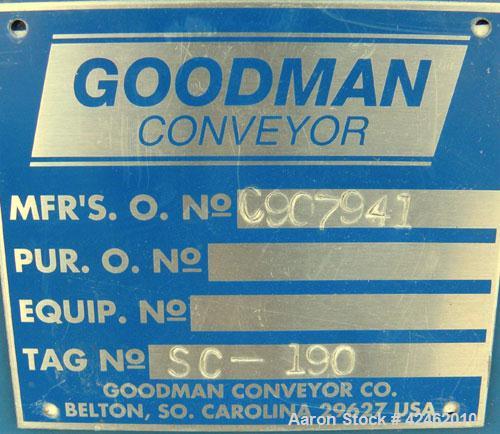 GOODMAN
CONVEYOR
MFR'S. O. Nº C907941
PUR. O. Nº
EQUIP. Nº
TAG Nº SC-190
GOODMAN CONVEYOR CO.
BELTON, SO. CAROLINA 29627 USA
Aaron Stock # 42462010